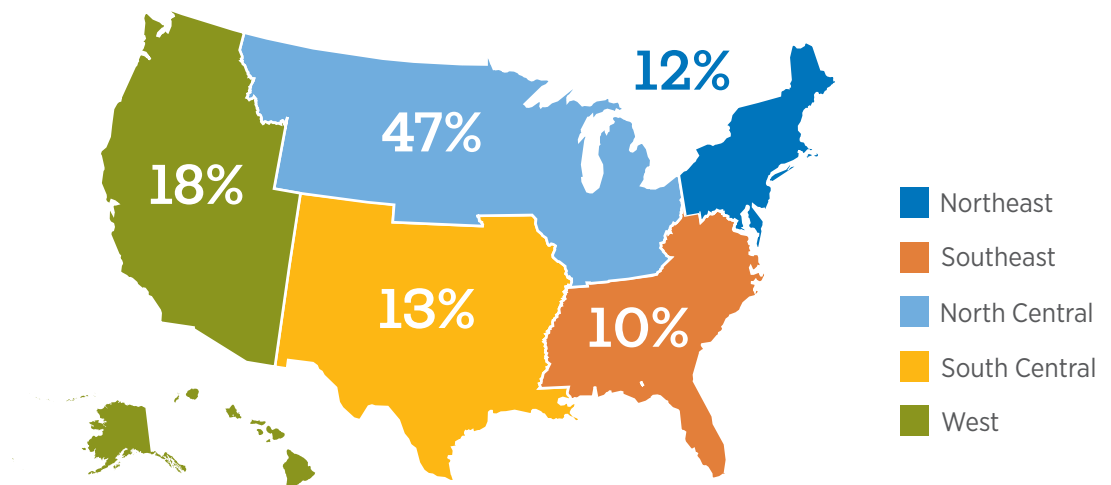 12%
47%
18%
13%
10%
Northeast
Southeast
North Central
South Central
West